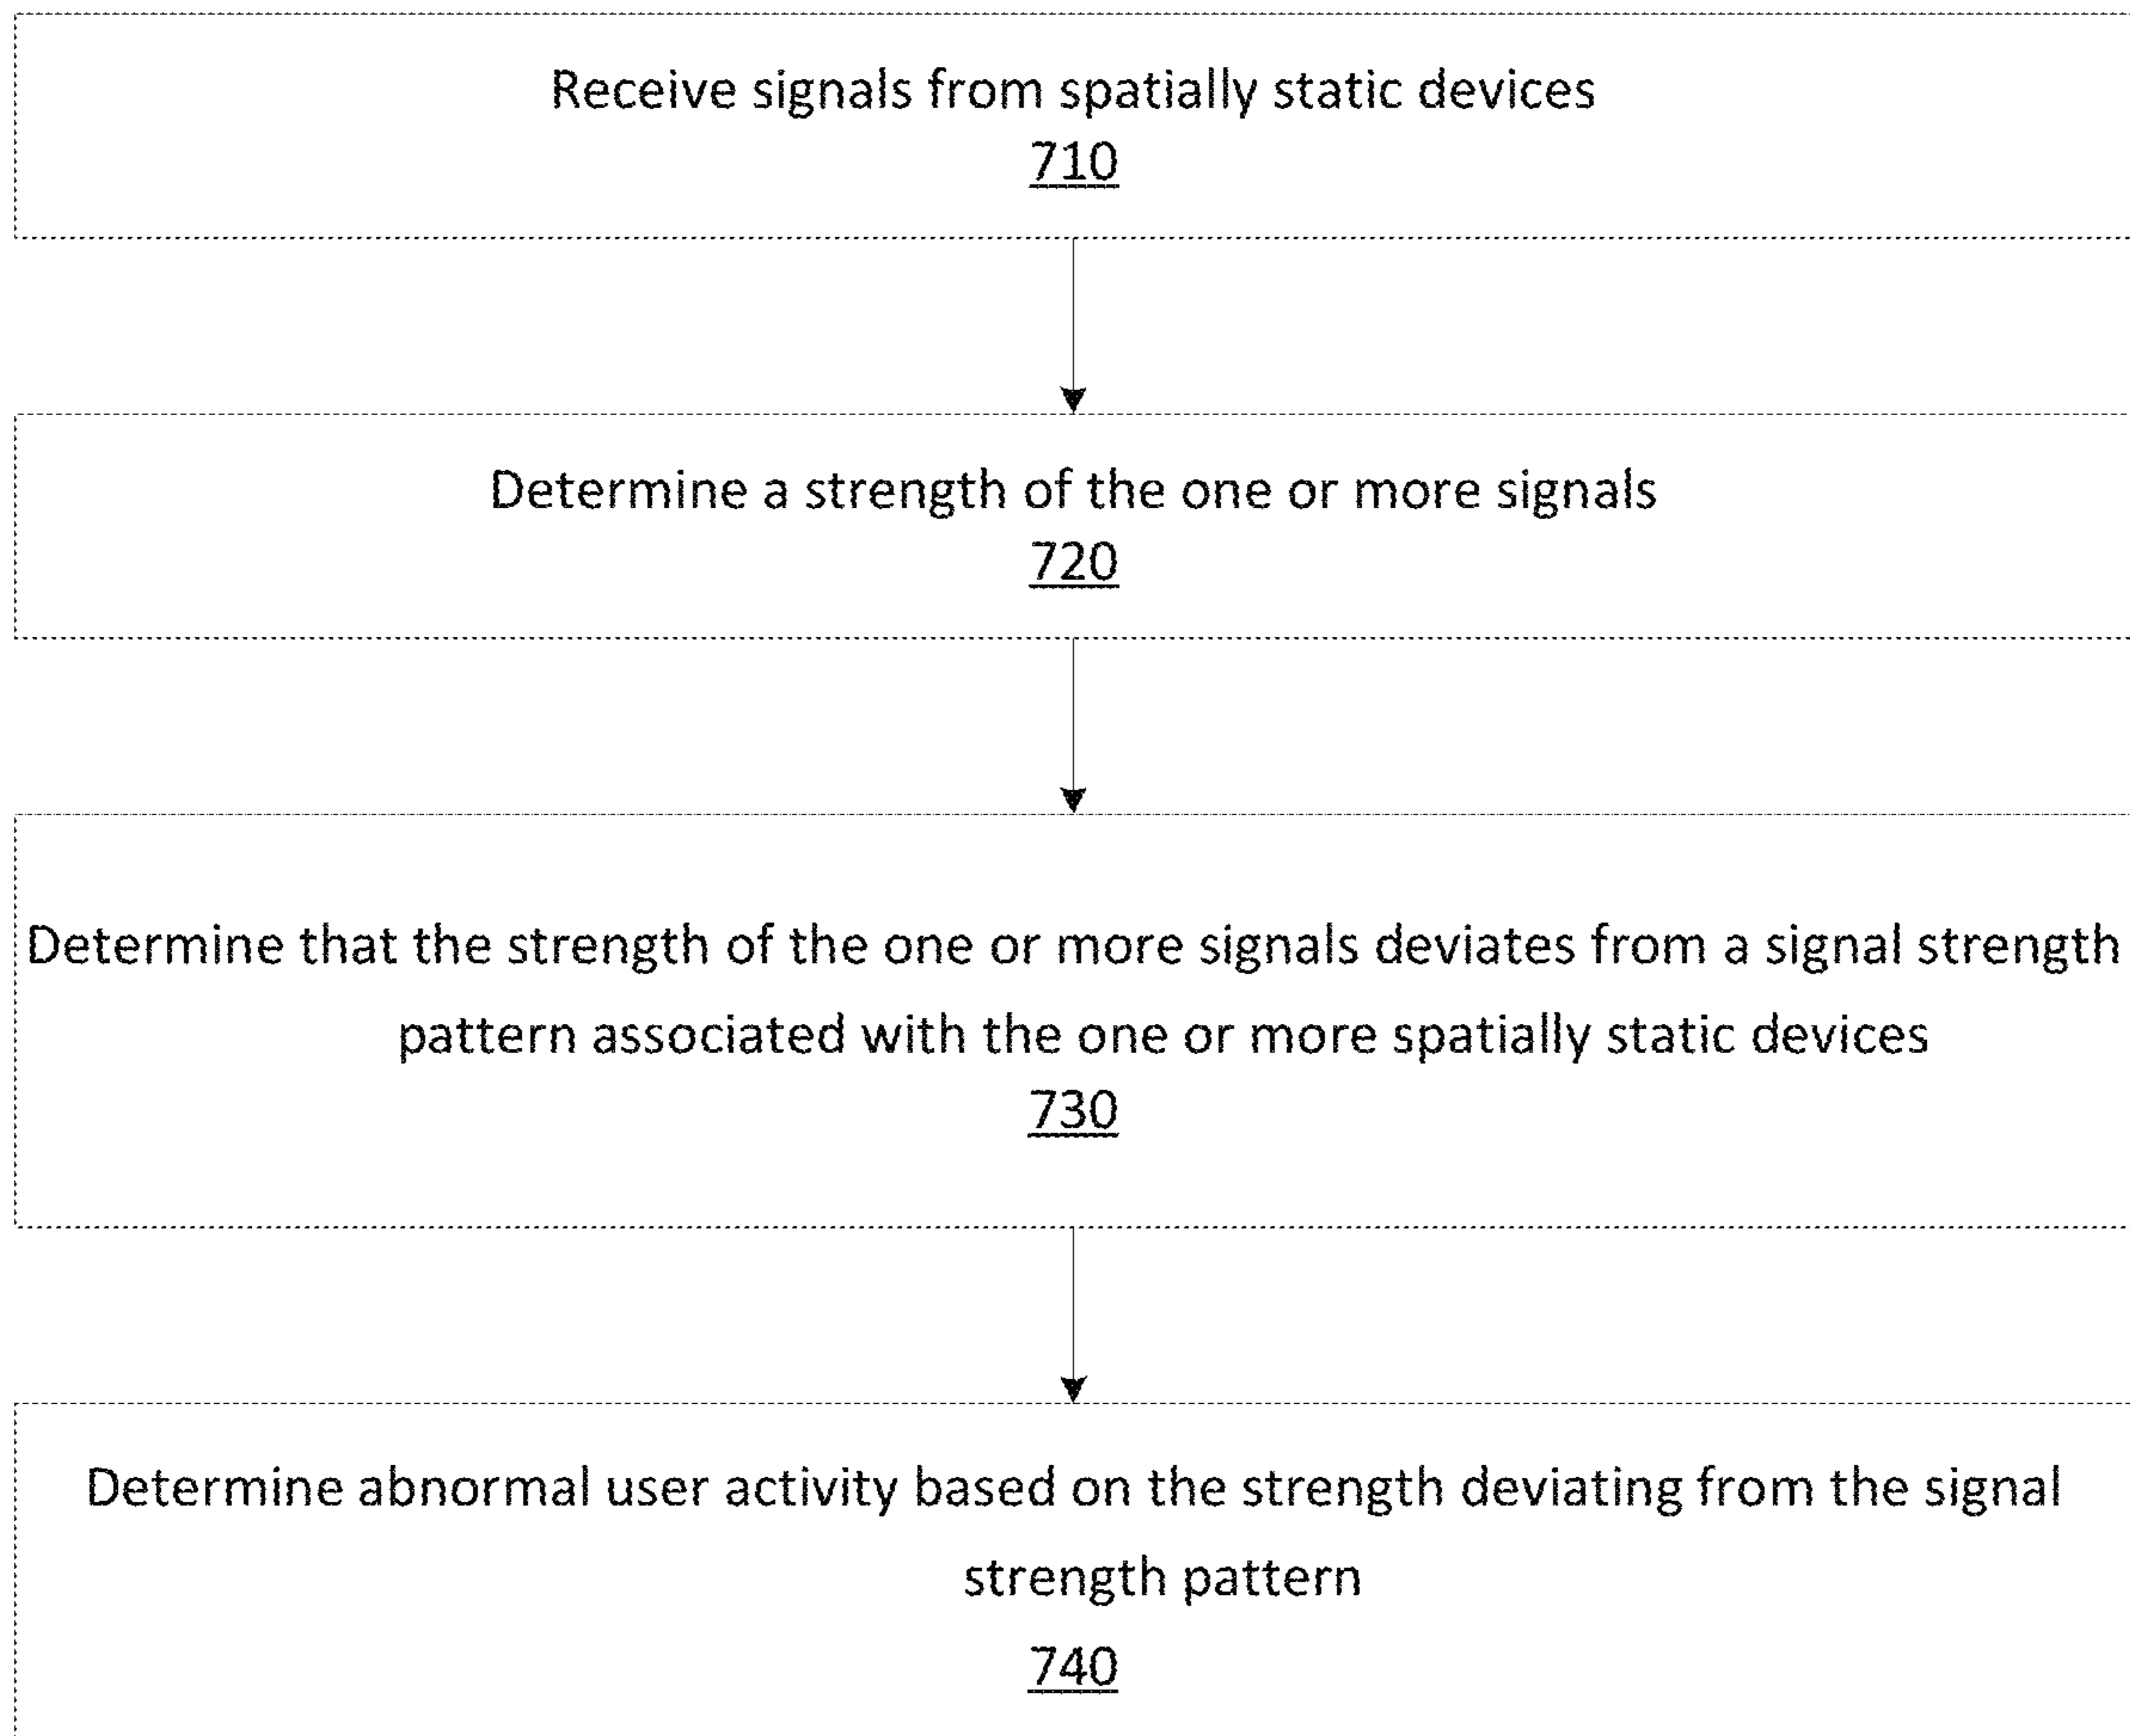 Receive signals from spatially static devices
710
Determine a strength of the one or more signals
720
Determine that the strength of the one or more signals deviates from a signal strength
pattern associated with the one or more spatially static devices
730
Determine abnormal user activity based on the strength deviating from the signal
strength pattern
740